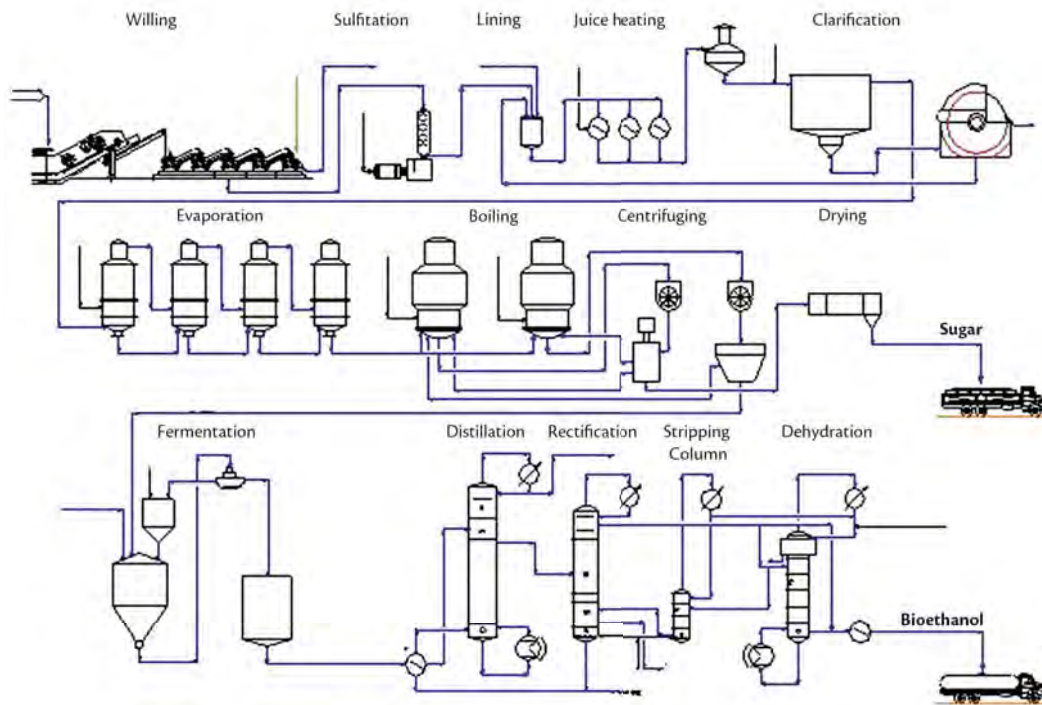 Willing
Sulfitation
Lining
Juice heating
Clarification
Evaporation
Boiling
Centrifuging
Drying
Sugar
Fermentation
Distillation
Rectification
Stripping
Column
Dehydration
Bioethanol